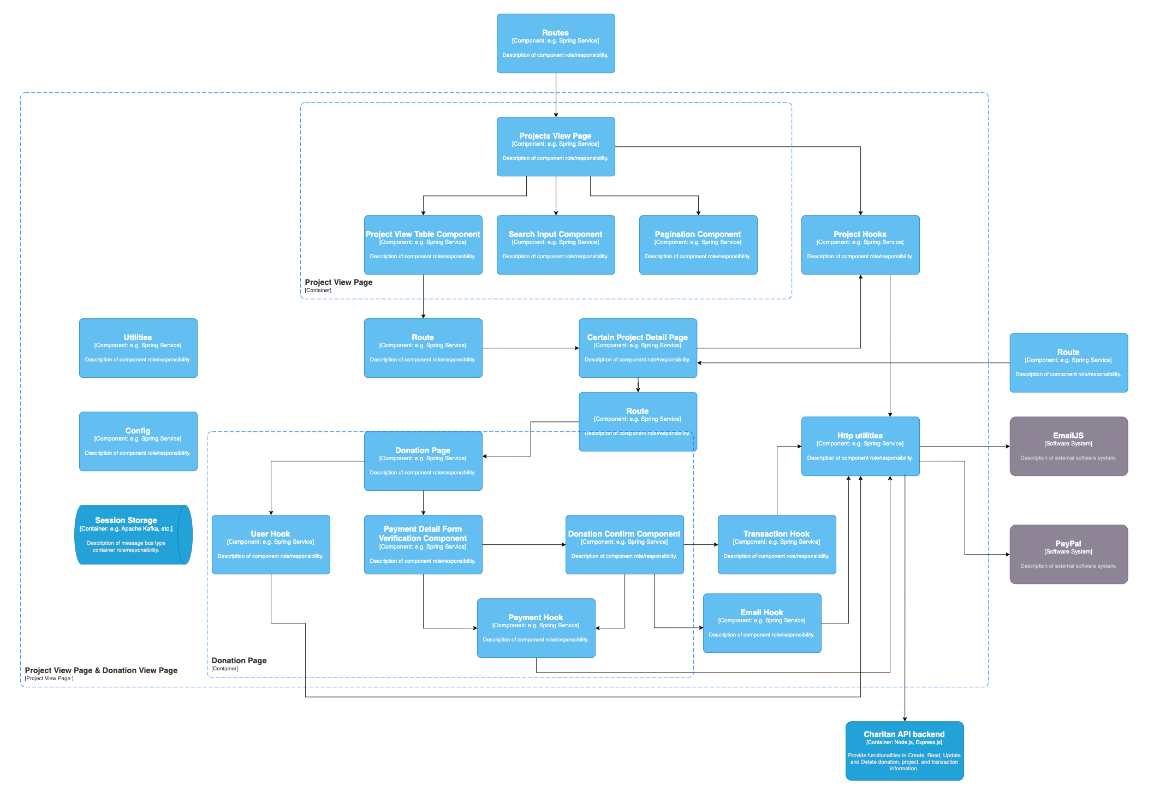 Routes
[Component: e.g. Spring Service]
Description of component role/responsibility.
Projects View Page
[Component: e.g. Spring Service]
Description of component role/responsibility.
Project View Table Component
[Component: e.g. Spring Service]
Description of component role/responsibility.
Search Input Component
[Component: e.g. Spring Service]
Description of component role/responsibility.
Pagination Component
[Component: e.g. Spring Service]
Description of component role/responsibility.
Project Hooks
[Component: e.g. Spring Service]
Description of component role/responsibility.
Project View Page
[Container]
Utilities
[Component: e.g. Spring Service]
Description of component role/responsibility.
Route
[Component: e.g. Spring Service]
Description of component role/responsibility.
Certain Project Detail Page
[Component: e.g. Spring Service]
Description of component role/responsibility.
Route
[Component: e.g. Spring Service]
Description of component role/responsibility.
Config
[Component: e.g. Spring Service]
Description of component role/responsibility.
Route
[Component: e.g. Spring Service]
Description of component role/responsibility.
Donation Page
[Component: e.g. Spring Service]
Description of component role/responsibility.
Http utilities
[Component: e.g. Spring Service]
Description of component role/responsibility.
EmailJS
[Software System]
Description of external software system.
Session Storage
[Container: e.g. Apache Kafka, etc.]
Description of message bus type
container role/responsibility.
User Hook
[Component: e.g. Spring Service]
Description of component role/responsibility.
Payment Detail Form
Verification Component
[Component: e.g. Spring Service]
Description of component role/responsibility.
Donation Confirm Component
[Component: e.g. Spring Service]
Description of component role/responsibility.
Transaction Hook
[Component: e.g. Spring Service]
Description of component role/responsibility.
PayPal
[Software System]
Description of external software system.
Payment Hook
[Component: e.g. Spring Service]
Description of component role/responsibility.
Email Hook
[Component: e.g. Spring Service]
Description of component role/responsibility.
Donation Page
[Container]
Project View Page & Donation View Page
[Project View Page ]
Charitan API backend
[Container: Node.js, Express.js]
Provide functionalities to Create, Read, Update
and Delete donation, project, and transaction
information.